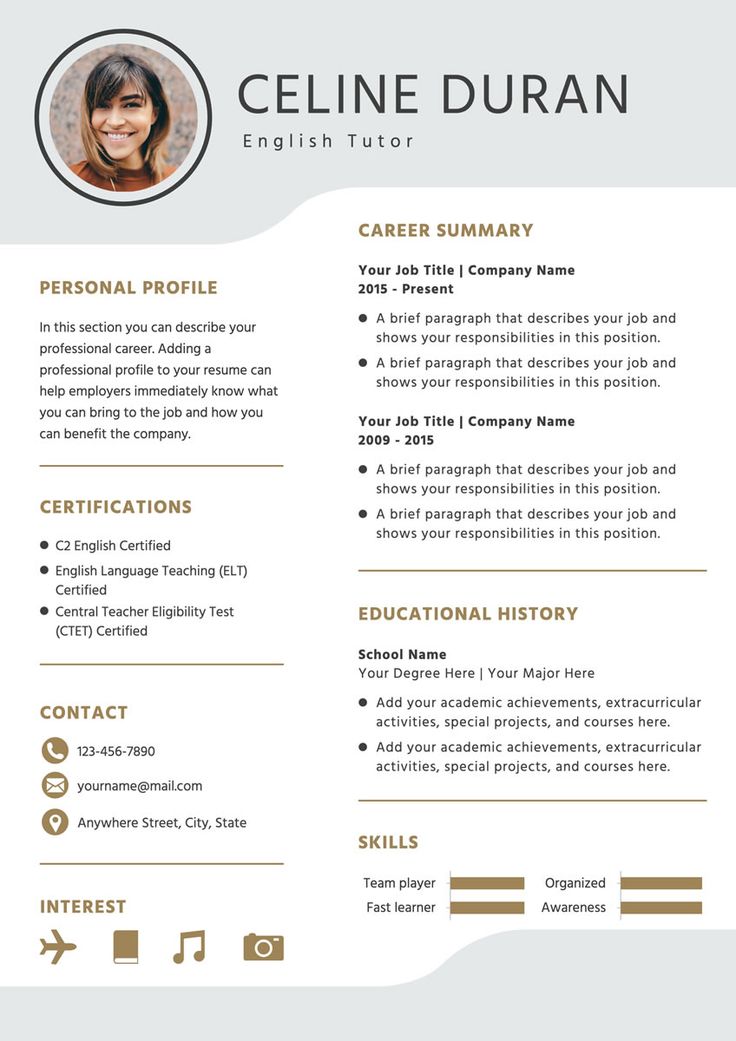 CELINE DURAN
English Tutor
PERSONAL PROFILE
In this section you can describe your
professional career. Adding a
professional profile to your resume can
help employers immediately know what
you can bring to the job and how you
can benefit the company.
CERTIFICATIONS
C2 English Certified
English Language Teaching (ELT)
Certified
Central Teacher Eligibility Test
(CTET) Certified
CONTACT
123-456-7890
yourname@mail.com
Anywhere Street, City, State
INTEREST
CAREER SUMMARY
Your Job Title | Company Name
2015 - Present
A brief paragraph that describes your job and
shows your responsibilities in this position.
A brief paragraph that describes your job and
shows your responsibilities in this position.
Your Job Title | Company Name
2009 - 2015
A brief paragraph that describes your job and
shows your responsibilities in this position.
A brief paragraph that describes your job and
shows your responsibilities in this position.
EDUCATIONAL HISTORY
School Name
Your Degree Here | Your Major Here
Add your academic achievements, extracurricular
activities, special projects, and courses here.
Add your academic achievements, extracurricular
activities, special projects, and courses here.
SKILLS
Team player
Organized
Fast learner
Awareness